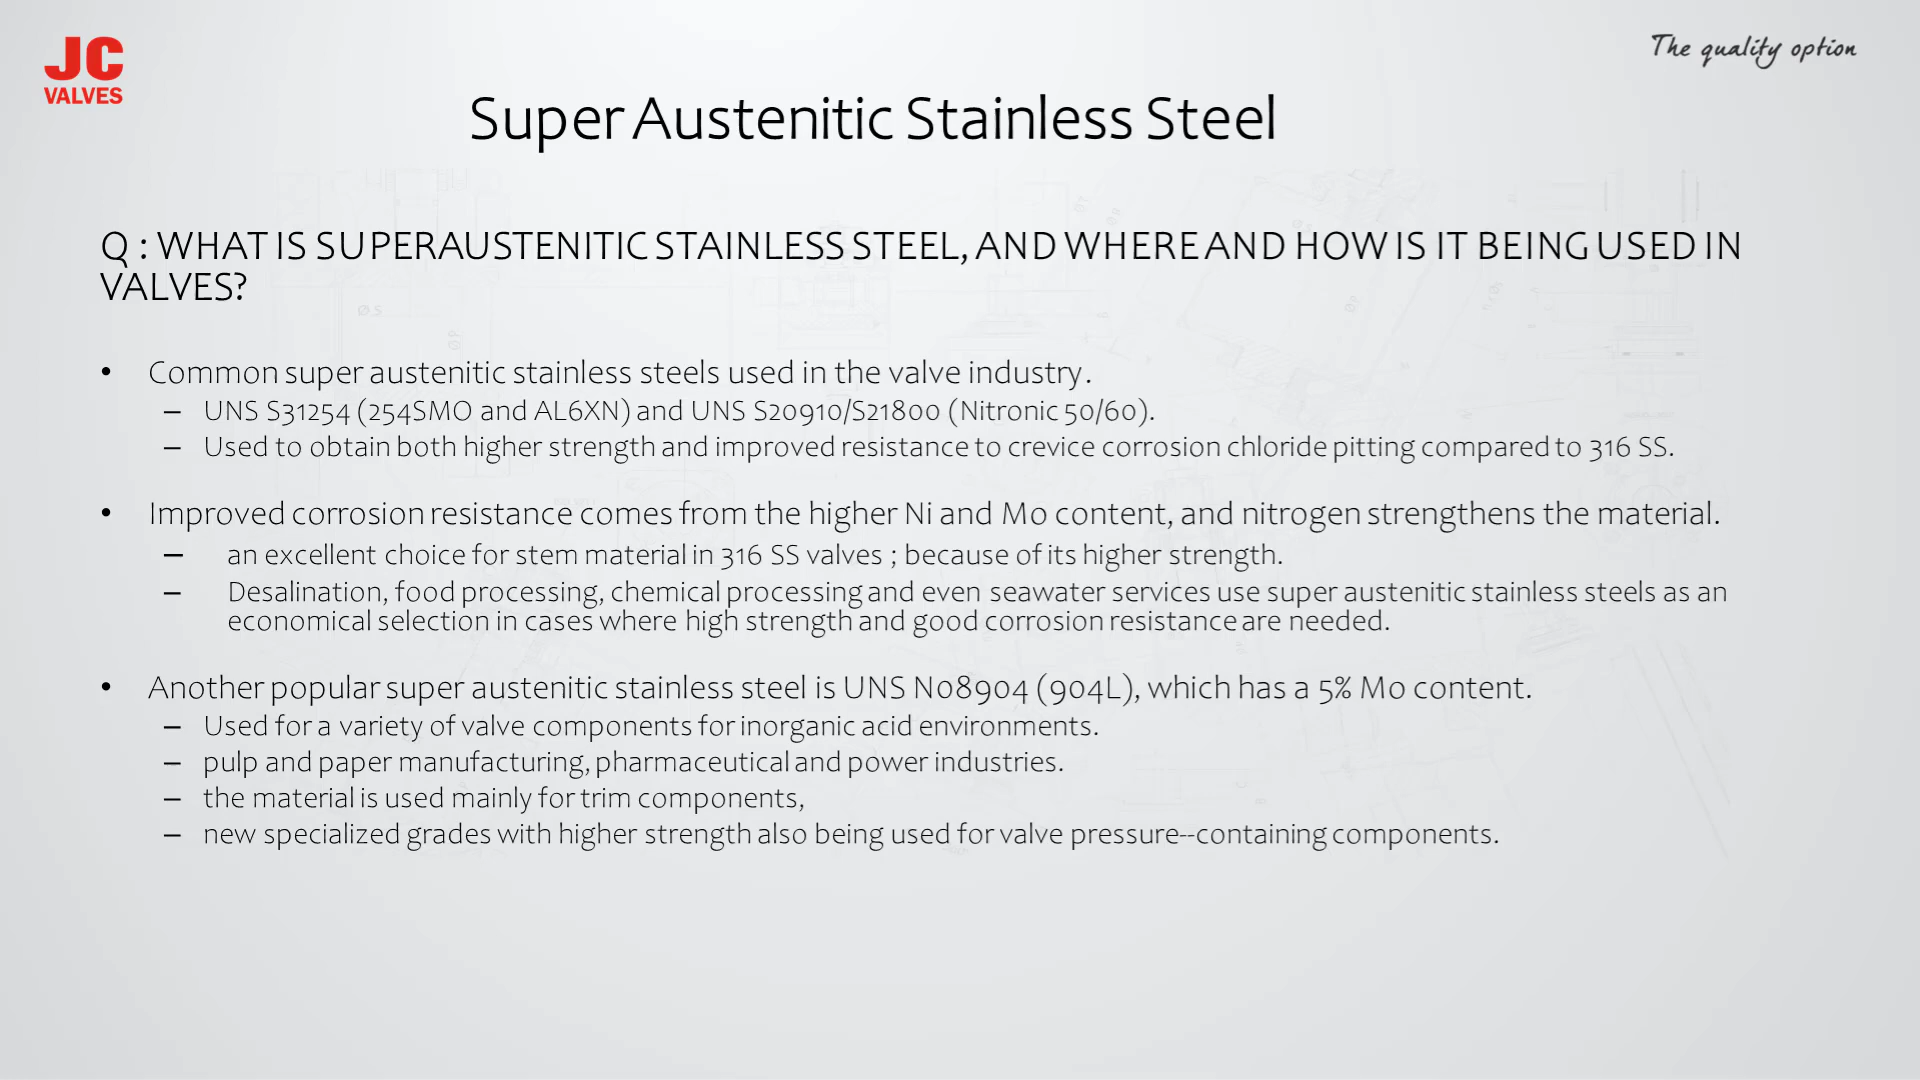 JC
VALVES
The quality option
Super Austenitic Stainless Steel
Q : WHAT IS SUPERAUSTENITIC STAINLESS STEEL, AND WHERE AND HOW IS IT BEING USED IN
VALVES?
• Common super austenitic stainless steels used in the valve industry.
– UNS S31254 (254SMO and AL6XN) and UNS S20910/S21800 (Nitronic 50/60).
– Used to obtain both higher strength and improved resistance to crevice corrosion chloride pitting compared to 316 SS.
• Improved corrosion resistance comes from the higher Ni and Mo content, and nitrogen strengthens the material.
– an excellent choice for stem material in 316 SS valves ; because of its higher strength.
– Desalination, food processing, chemical processing and even seawater services use super austenitic stainless steels as an
economical selection in cases where high strength and good corrosion resistance are needed.
• Another popular super austenitic stainless steel is UNS N08904 (904L), which has a 5% Mo content.
– Used for a variety of valve components for inorganic acid environments.
– pulp and paper manufacturing, pharmaceutical and power industries.
– the material is used mainly for trim components,
– new specialized grades with higher strength also being used for valve pressure--containing components.